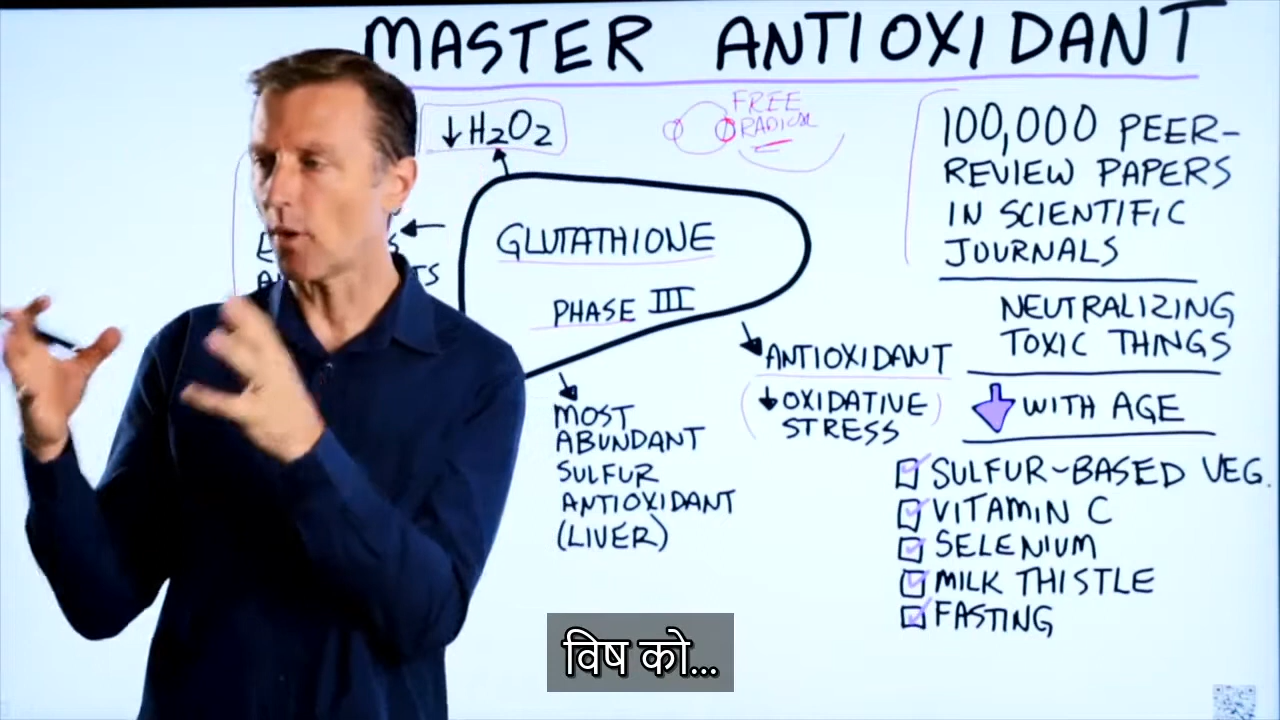 MASTER ANTIOXIDANT
↓H2O2
FREE
RADICAL
100,000 PEER-
REVIEW PAPERS
IN SCIENTIFIC
JOURNALS
GLUTATHIONE
PHASE III
NEUTRALIZING
TOXIC THINGS
ANTIOXIDANT
↓OXIDATIVE
STRESS
↓ WITH AGE
MOST
ABUNDANT
SULFUR
ANTIOXIDANT
(LIVER)
SULFUR-BASED VEG.
VITAMIN C
SELENIUM
MILK THISTLE
FASTING
विष को...